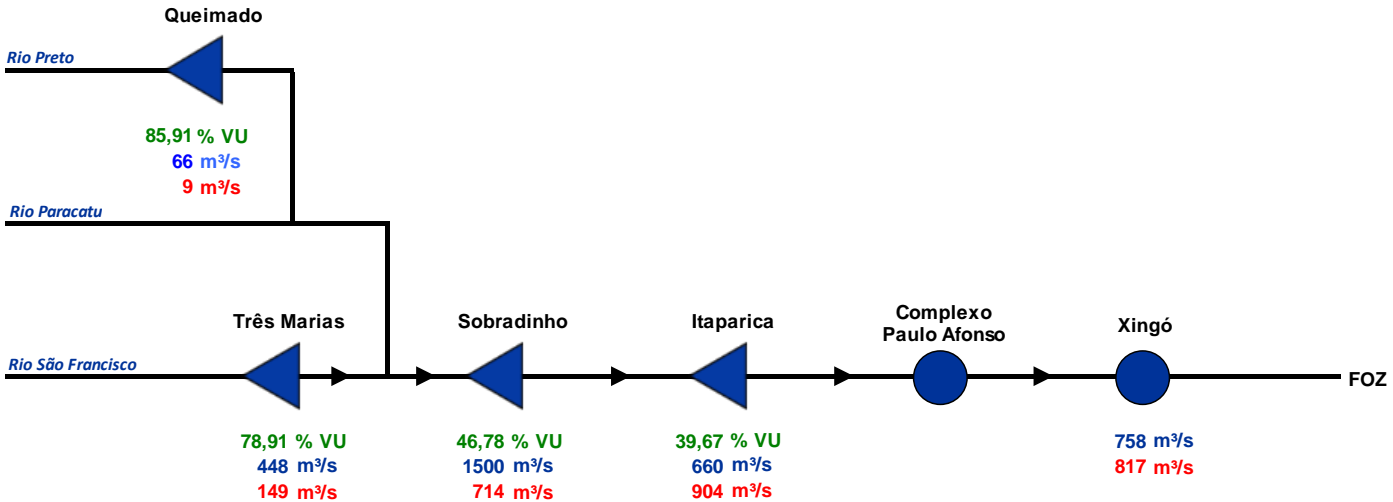 Queimado
Rio Preto
85,91 % VU
66 m³/s
9 m³/s
Rio Paracatu
Três Marias
Sobradinho
Itaparica
Complexo
Paulo Afonso
Xingó
Rio São Francisco
FOZ
78,91 % VU
448 m³/s
149 m³/s
46,78 % VU
1500 m³/s
714 m³/s
39,67 % VU
660 m³/s
904 m³/s
758 m³/s
817 m³/s